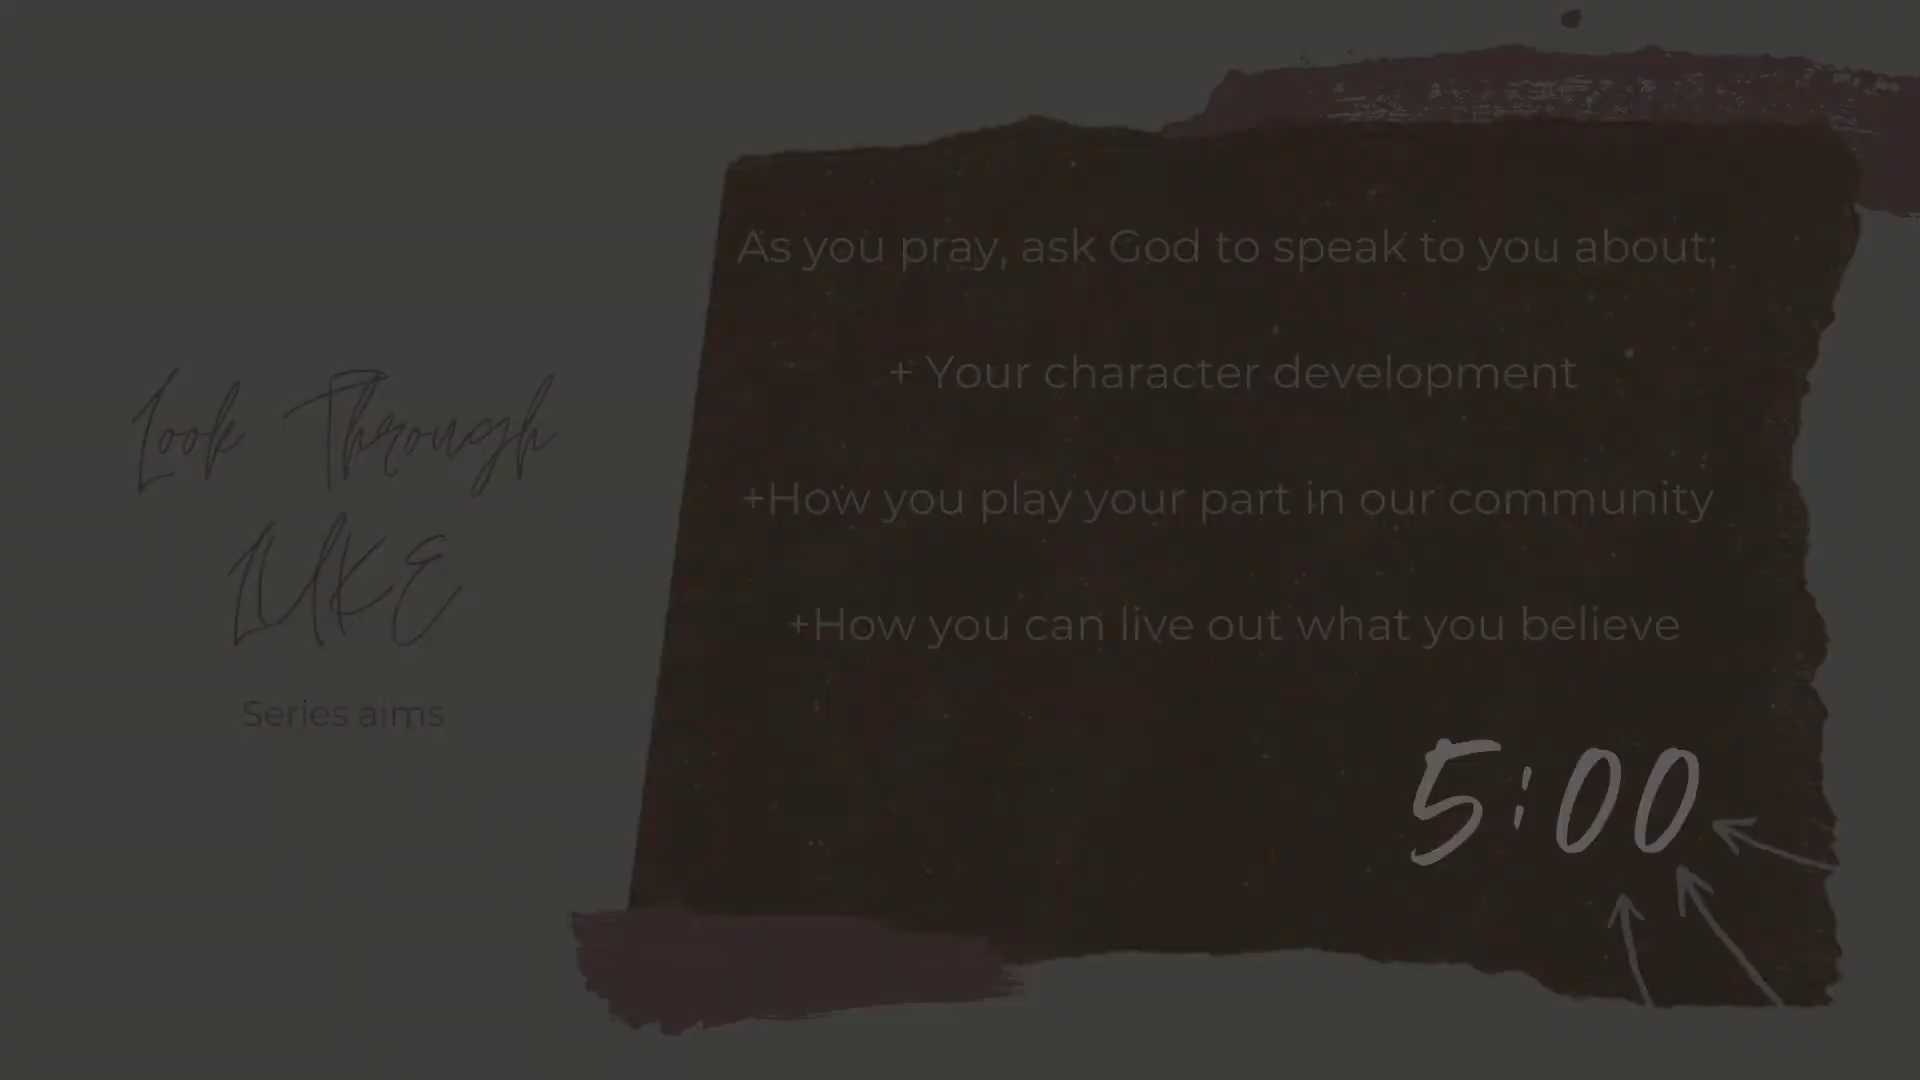 Look Through
LUKE
Series aims
As you pray, ask God to speak to you about;
+ Your character development
+How you play your part in our community
+How you can live out what you believe
5:00